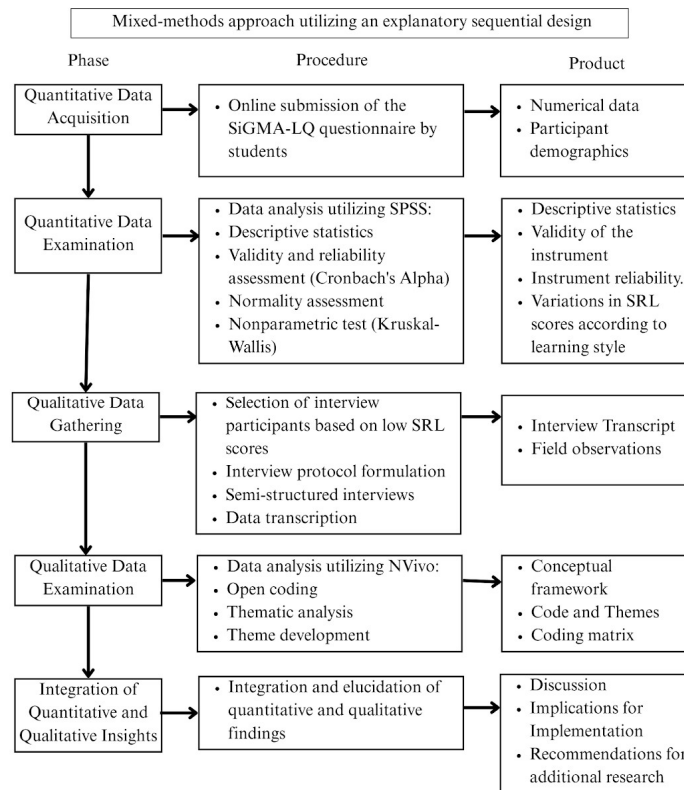 Mixed-methods approach utilizing an explanatory sequential design
Phase
Procedure
Product
Quantitative Data
Acquisition
• Online submission of the
SiGMA-LQ questionnaire by
students
• Numerical data
• Participant
demographics
Quantitative Data
Examination
• Data analysis utilizing SPSS:
• Descriptive statistics
• Validity and reliability
assessment (Cronbach's Alpha)
• Normality assessment
• Nonparametric test (Kruskal-
Wallis)
• Descriptive statistics
• Validity of the
instrument
• Instrument reliability.
• Variations in SRL
scores according to
learning style
Qualitative Data
Gathering
• Selection of interview
participants based on low SRL
scores
• Interview protocol formulation
• Semi-structured interviews
• Data transcription
• Interview Transcript
• Field observations
Qualitative Data
Examination
• Data analysis utilizing NVivo:
• Open coding
• Thematic analysis
• Theme development
• Conceptual
framework
• Code and Themes
• Coding matrix
Integration of
Quantitative and
Qualitative Insights
• Integration and elucidation of
quantitative and qualitative
findings
• Discussion
• Implications for
Implementation
• Recommendations for
additional research